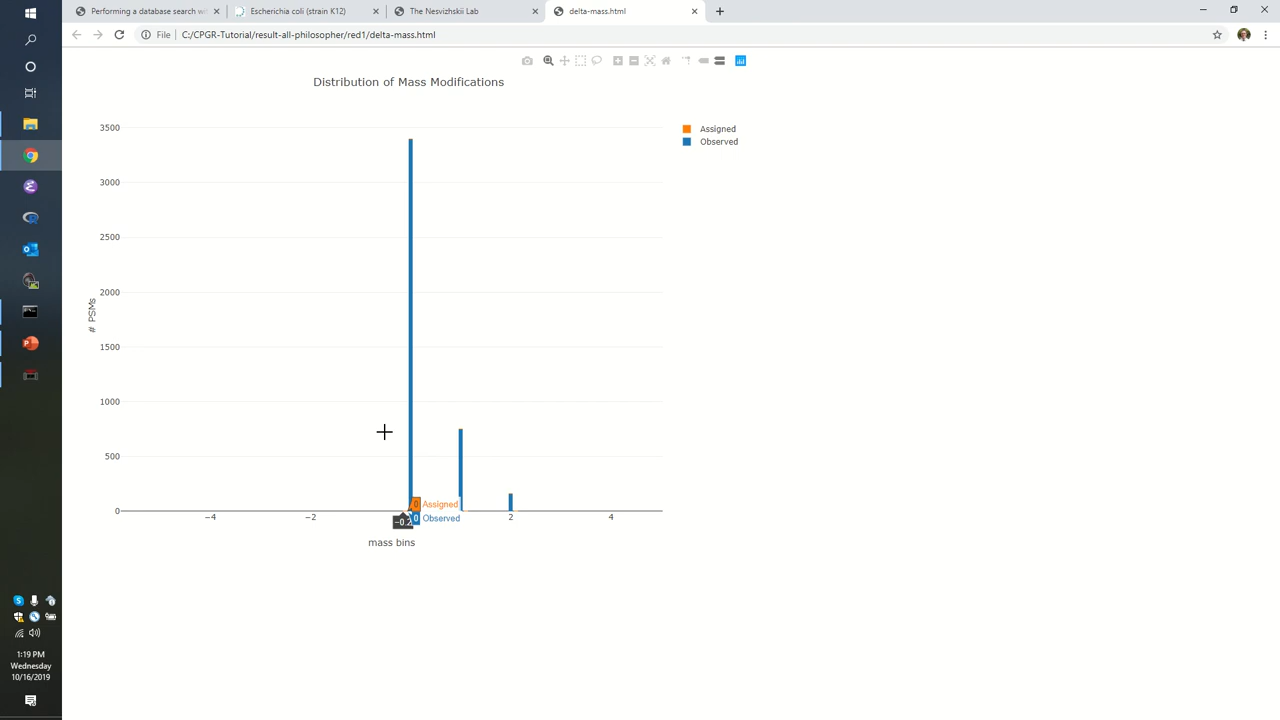 Performing a database search wi
Escherichia coli (strain K12)
The Nesvizhskii Lab
delta-mass.html
File
C:/CPGR-Tutorial/result-all-philosopher/red1/delta-mass.html
Distribution of Mass Modifications
Assigned
Observed
# PSMs
3500
3000
2500
2000
1500
1000
500
0
0 Assigned
0 Observed
−4
−2
2
4
mass bins
1:19 PM
Wednesday
10/16/2019